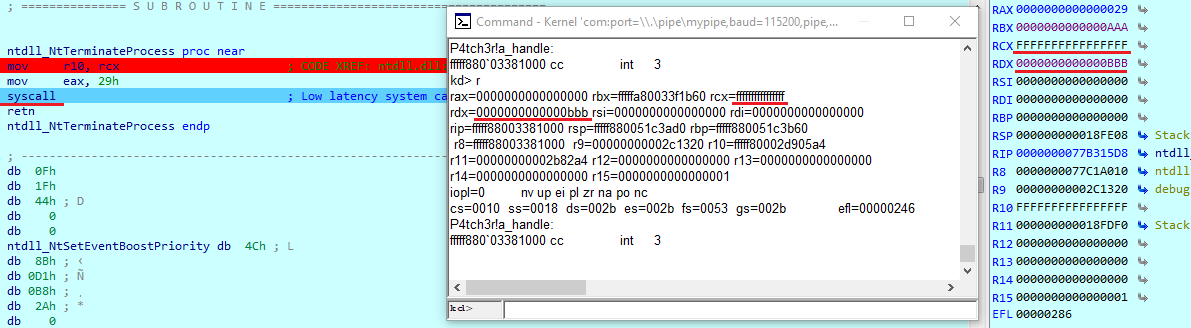 ; =============== S U B R O U T I N E =======================================
ntdll_NtTerminateProcess proc near
mov r10, rcx ; CODE XREF: ntdll.dll:
mov eax, 29h
syscall ; Low latency system ca
retn
ntdll_NtTerminateProcess endp
; ---------------------------------------------------------------------------
db 0Fh
db 1Fh
db 44h ; D
db 0
db 0
ntdll_NtSetEventBoostPriority db 4Ch ; L
db 8Bh ; ‹
db 0D1h ; Ñ
db 0B8h ; ¸
db 2Ah ; *
db 0
Command - Kernel 'com:port=\\.\pipe\mypipe,baud=115200,pipe,...
P4tch3r!a_handle:
fffff880`03381000 cc int 3
kd> r
rax=0000000000000000 rbx=fffffa80033f1b60 rcx=ffffffffffffffff
rdx=0000000000000bbb rsi=0000000000000000 rdi=0000000000000000
rip=fffff88003381000 rsp=fffff880051c3ad0 rbp=fffff880051c3b60
r8=fffff88003381000 r9=00000000002c1320 r10=fffff80002d905a4
r11=00000000002b82a4 r12=0000000000000000 r13=0000000000000000
r14=0000000000000000 r15=0000000000000001
iopl=0 nv up ei pl zr na po nc
cs=0010 ss=0018 ds=002b es=002b fs=0053 gs=002b efl=00000246
P4tch3r!a_handle:
fffff880`03381000 cc int 3
kd>
RAX 0000000000000029
RBX 0000000000000AAA
RCX FFFFFFFFFFFFFFFF
RDX 0000000000000BBB
RSI 0000000000000000
RDI 0000000000000000
RBP 0000000000000000
RSP 000000000018FE08 Stack
RIP 0000000077B315D8 ntd
R8 0000000077C1A010 ntdll
R9 00000000002C1320 debug
R10 FFFFFFFFFFFFFFFF
R11 000000000018FDF0 Stack
R12 0000000000000000
R13 0000000000000000
R14 0000000000000000
R15 0000000000000001
EFL 00000286